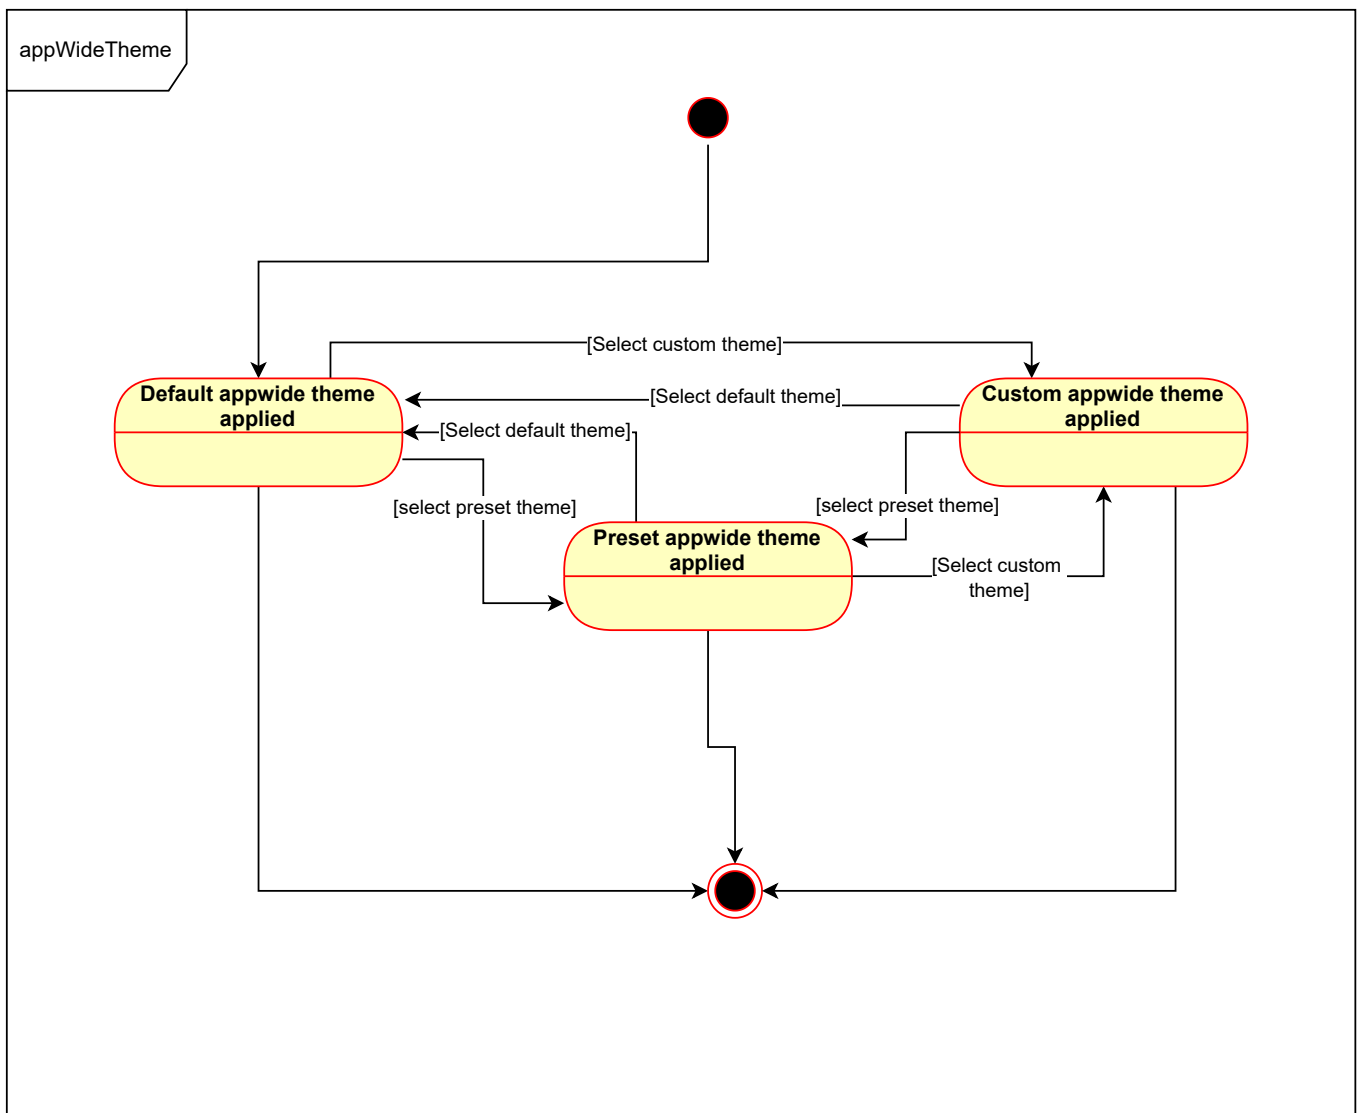 appWideTheme
[Select custom theme]
Default appwide theme
applied
[Select default theme]
Custom appwide theme
applied
[Select default theme]
[select preset theme]
[select preset theme]
Preset appwide theme
applied
[Select custom
theme]